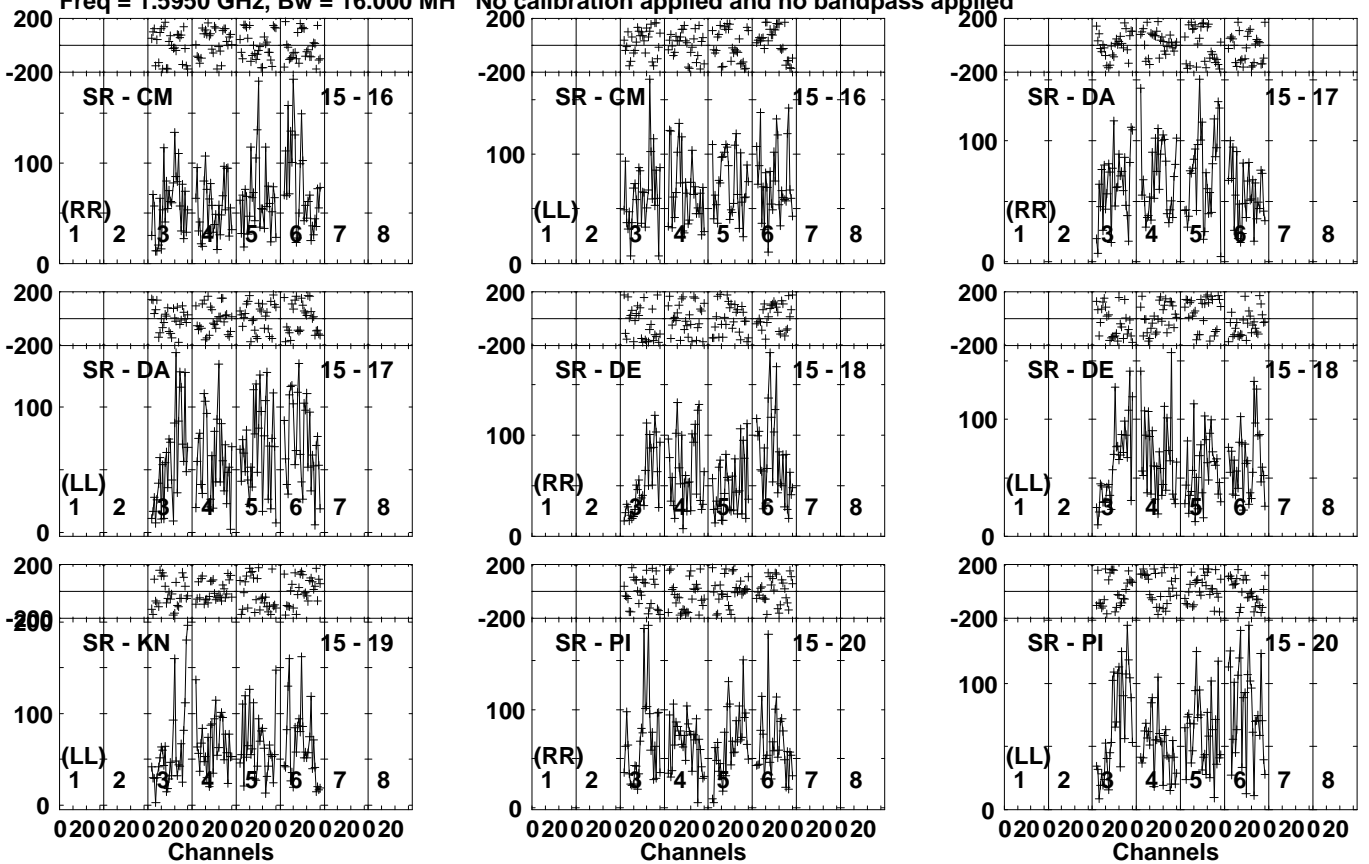 Freq = 1.5950 GHz, Bw = 16.000 MH No calibration applied and no bandpass applied
200 200 200
-200 -200 -200
SR - CM 15 - 16 SR - CM 15 - 16 SR - DA 15 - 17
100 100 100
(RR) (LL) (RR)
1 2 3 4 5 6 7 8 1 2 3 4 5 6 7 8 1 2 3 4 5 6 7 8
0 0 0
200 200 200
-200 -200 -200
SR - DA 15 - 17 SR - DE 15 - 18 SR - DE 15 - 18
100 100 100
(LL) (RR) (LL)
1 2 3 4 5 6 7 8 1 2 3 4 5 6 7 8 1 2 3 4 5 6 7 8
0 0 0
200 200 200
-200 -200 -200
200
SR - KN 15 - 19 SR - PI 15 - 20 SR - PI 15 - 20
100 100 100
(LL) (RR) (LL)
1 2 3 4 5 6 7 8 1 2 3 4 5 6 7 8 1 2 3 4 5 6 7 8
0 0 0
0 20 0 20 0 20 0 20 0 20 0 20 0 20 0 20 0 20 0 20 0 20 0 20 0 20 0 20 0 20 0 20 0 20 0 20 0 20 0 20 0 20 0 20 0 20 0 20
Channels Channels Channels